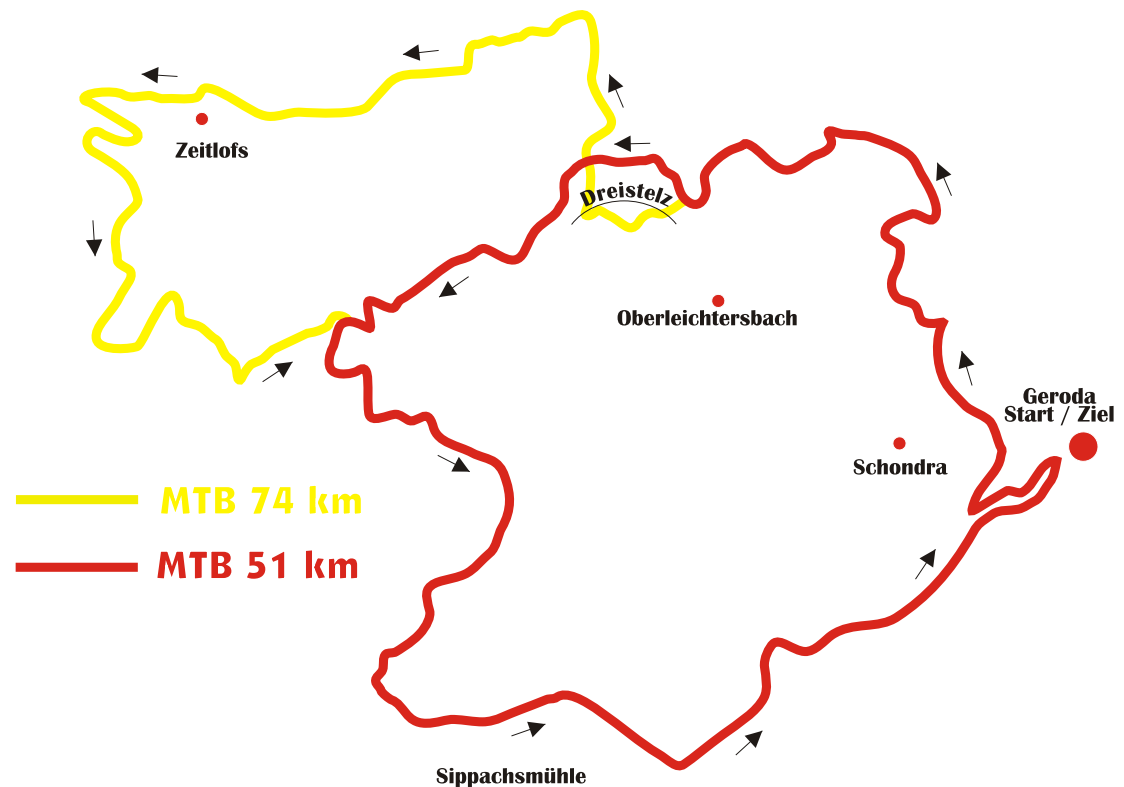 Zeitlofs
Dreistelz
Oberleichtersbach
Geroda
Start / Ziel
Schondra
MTB 74 km
MTB 51 km
Sippachsmühle